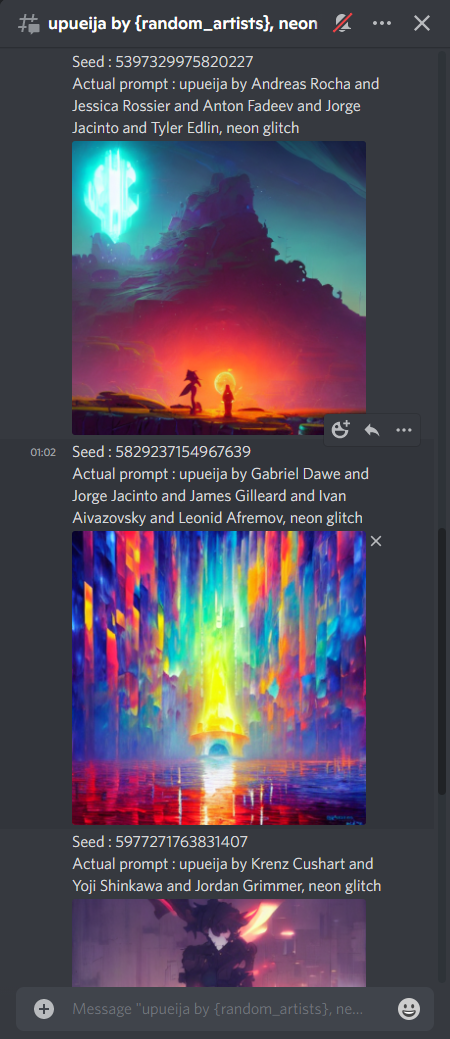 upueija by {random_artists}, neon
Seed : 5397329975820227
Actual prompt : upueija by Andreas Rocha and
Jessica Rossier and Anton Fadeev and Jorge
Jacinto and Tyler Edlin, neon glitch
01:02
Seed : 5829237154967639
Actual prompt : upueija by Gabriel Dawe and
Jorge Jacinto and James Gilleard and Ivan
Aivazovsky and Leonid Afremov, neon glitch
Seed : 5977271763831407
Actual prompt : upueija by Krenz Cushart and
Yoji Shinkawa and Jordan Grimmer, neon glitch
Message "upueija by {random_artists}, ne...